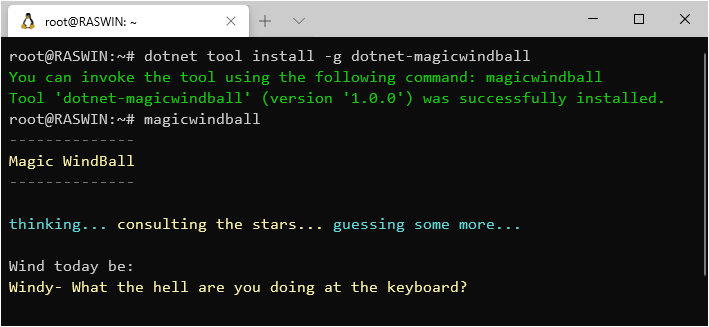 root@RASWIN: ~
root@RASWIN:~# dotnet tool install -g dotnet-magicwindball
You can invoke the tool using the following command: magicwindball
Tool 'dotnet-magicwindball' (version '1.0.0') was successfully installed.
root@RASWIN:~# magicwindball
--------------
Magic WindBall
--------------
thinking... consulting the stars... guessing some more...
Wind today be:
Windy- What the hell are you doing at the keyboard?